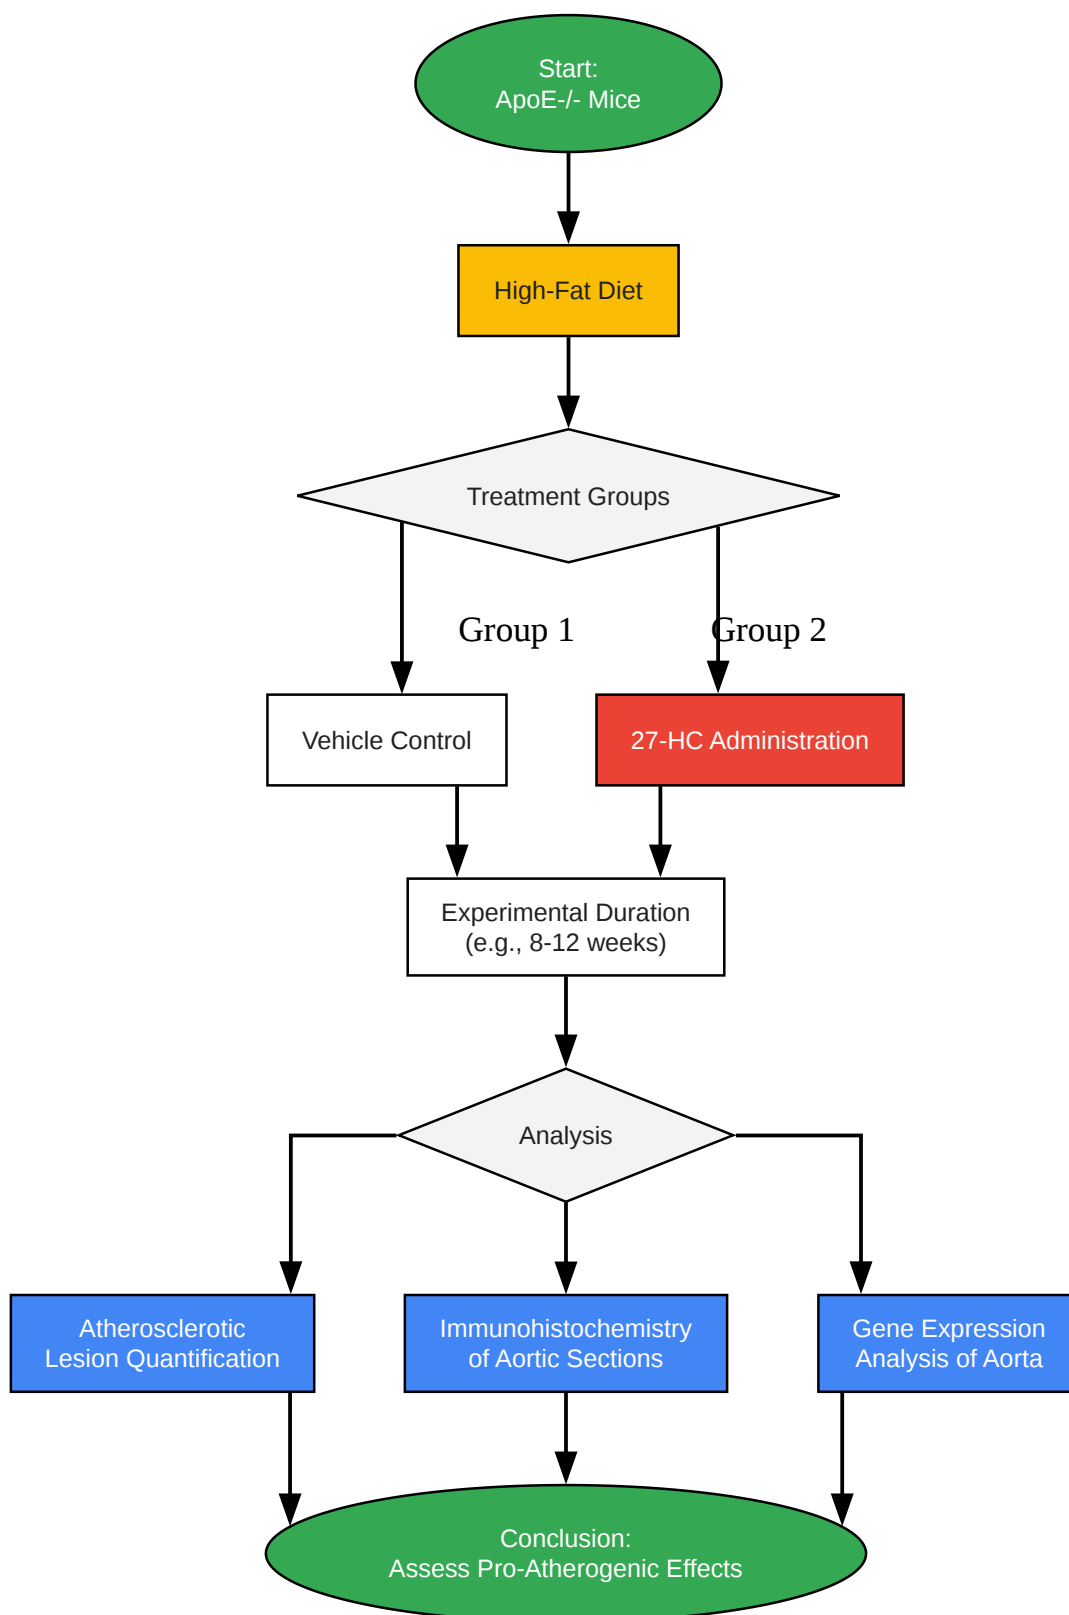 Start:
ApoE-/- Mice
High-Fat Diet
Treatment Groups
Group 1
Group 2
Vehicle Control
27-HC Administration
Experimental Duration
(e.g., 8-12 weeks)
Analysis
Atherosclerotic
Lesion Quantification
Immunohistochemistry
of Aortic Sections
Gene Expression
Analysis of Aorta
Conclusion:
Assess Pro-Atherogenic Effects